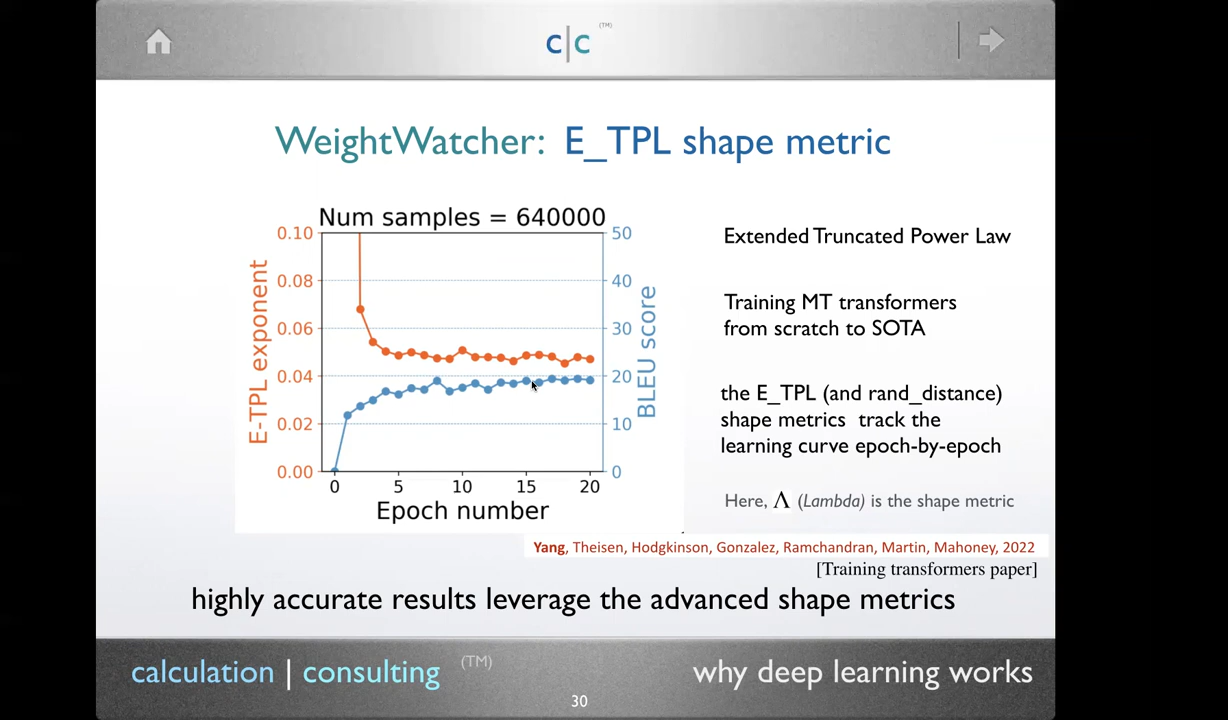 c|c (TM)
WeightWatcher: E_TPL shape metric
Num samples = 640000
0.10
0.08
0.06
0.04
0.02
0.00
E-TPL exponent
50
40
30
20
10
0
BLEU score
0 5 10 15 20
Epoch number
Extended Truncated Power Law
Training MT transformers
from scratch to SOTA
the E_TPL (and rand_distance)
shape metrics track the
learning curve epoch-by-epoch
Here, Λ (Lambda) is the shape metric
Yang, Theisen, Hodgkinson, Gonzalez, Ramchandran, Martin, Mahoney, 2022
[Training transformers paper]
highly accurate results leverage the advanced shape metrics
calculation | consulting (TM)
why deep learning works
30